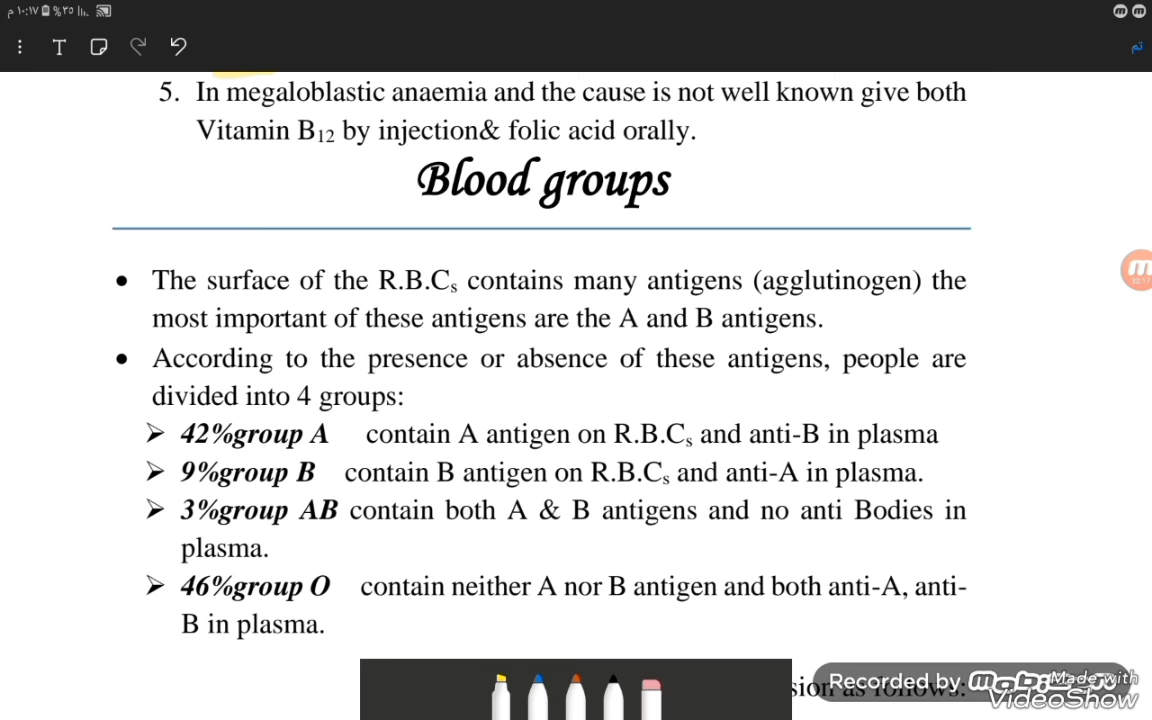 م ١٠:١٧ %٣٥
T
تم
5. In megaloblastic anaemia and the cause is not well known give both
Vitamin B12 by injection& folic acid orally.
Blood groups
• The surface of the R.B.Cs contains many antigens (agglutinogen) the
most important of these antigens are the A and B antigens.
• According to the presence or absence of these antigens, people are
divided into 4 groups:
➢ 42%group A contain A antigen on R.B.Cs and anti-B in plasma
➢ 9%group B contain B antigen on R.B.Cs and anti-A in plasma.
➢ 3%group AB contain both A & B antigens and no anti Bodies in
plasma.
➢ 46%group O contain neither A nor B antigen and both anti-A, anti-
B in plasma.
Recorded by
Made with
VideoShow